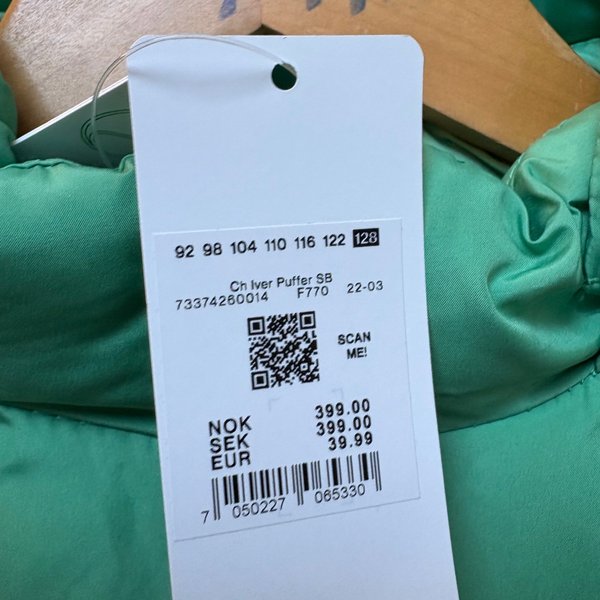 92 98 104 110 116 122 128
Ch Iver Puffer SB
73374260014 F770 22-03
SCAN
ME!
NOK 399.00
SEK 399.00
EUR 39.99
7 050227 065330